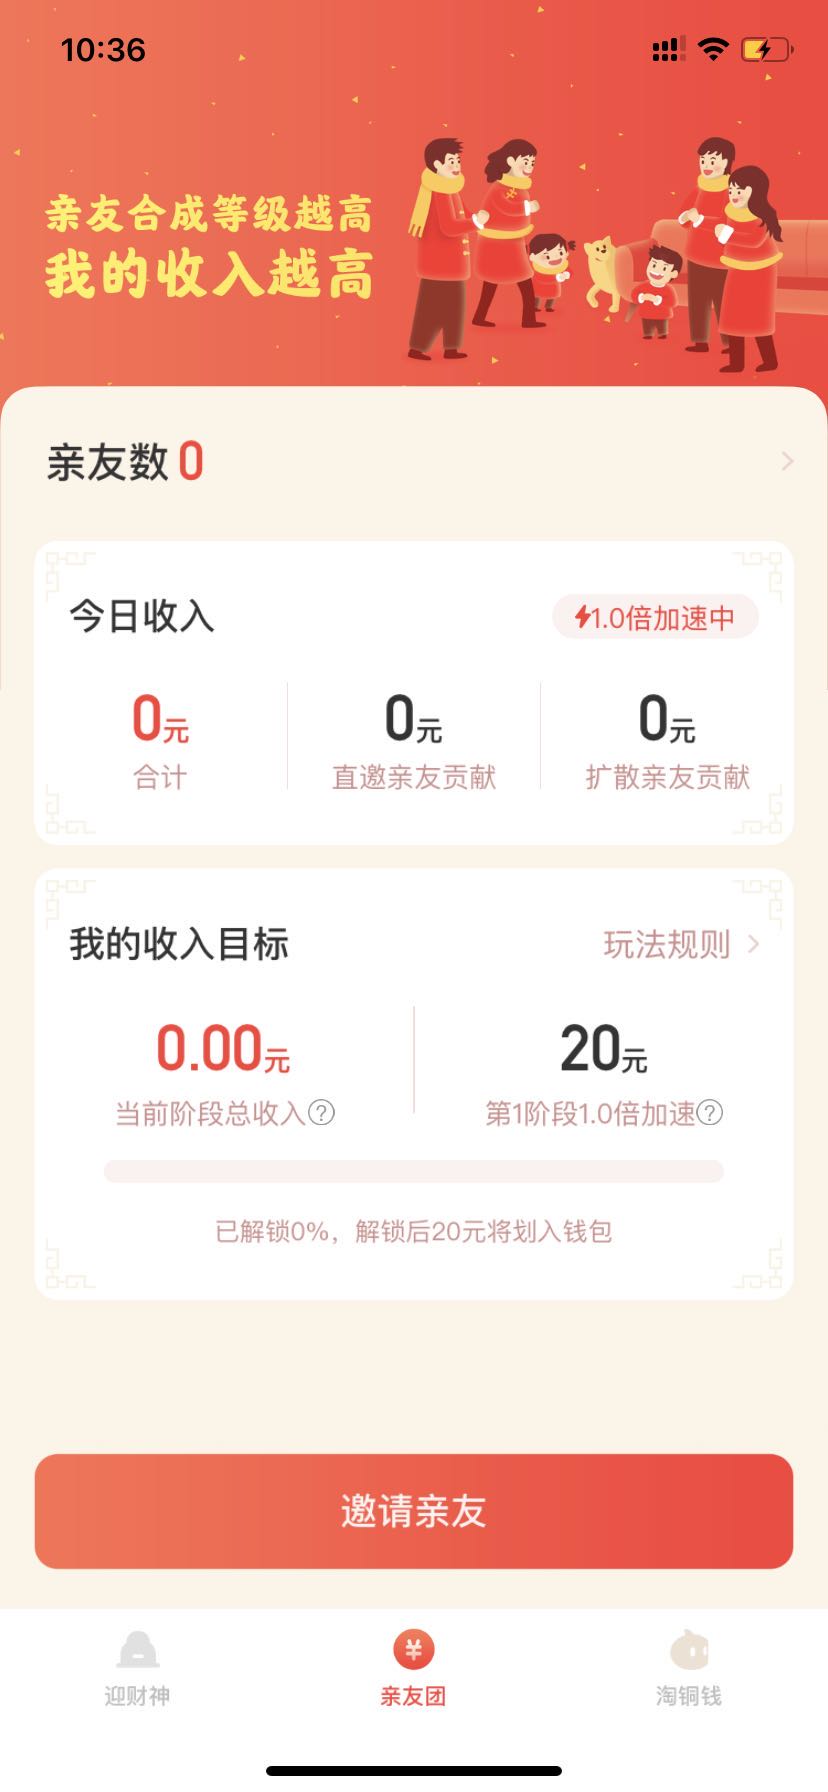 10:36
亲友合成等级越高
我的收入越高
亲友数 0
今日收入
1.0倍加速中
0元
0元
0元
合计
直邀亲友贡献
扩散亲友贡献
我的收入目标
玩法规则
0.00元
20元
当前阶段总收入?
第1阶段1.0倍加速?
已解锁0%，解锁后20元将划入钱包
邀请亲友
¥
迎财神
亲友团
淘铜钱